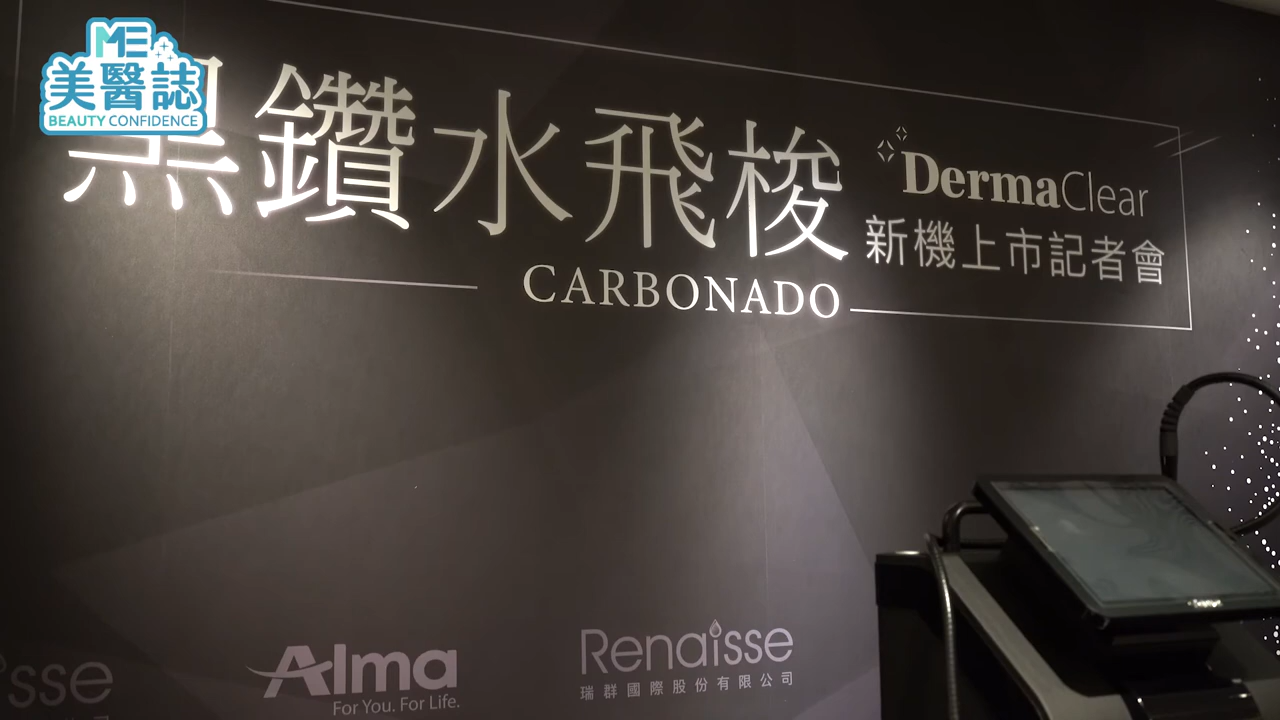 ME
美醫誌
BEAUTY CONFIDENCE
黑鑽水飛梭
CARBONADO
DermaClear
新機上市記者會
isse
Alma
For You. For Life.
Renaisse
瑞群國際股份有限公司